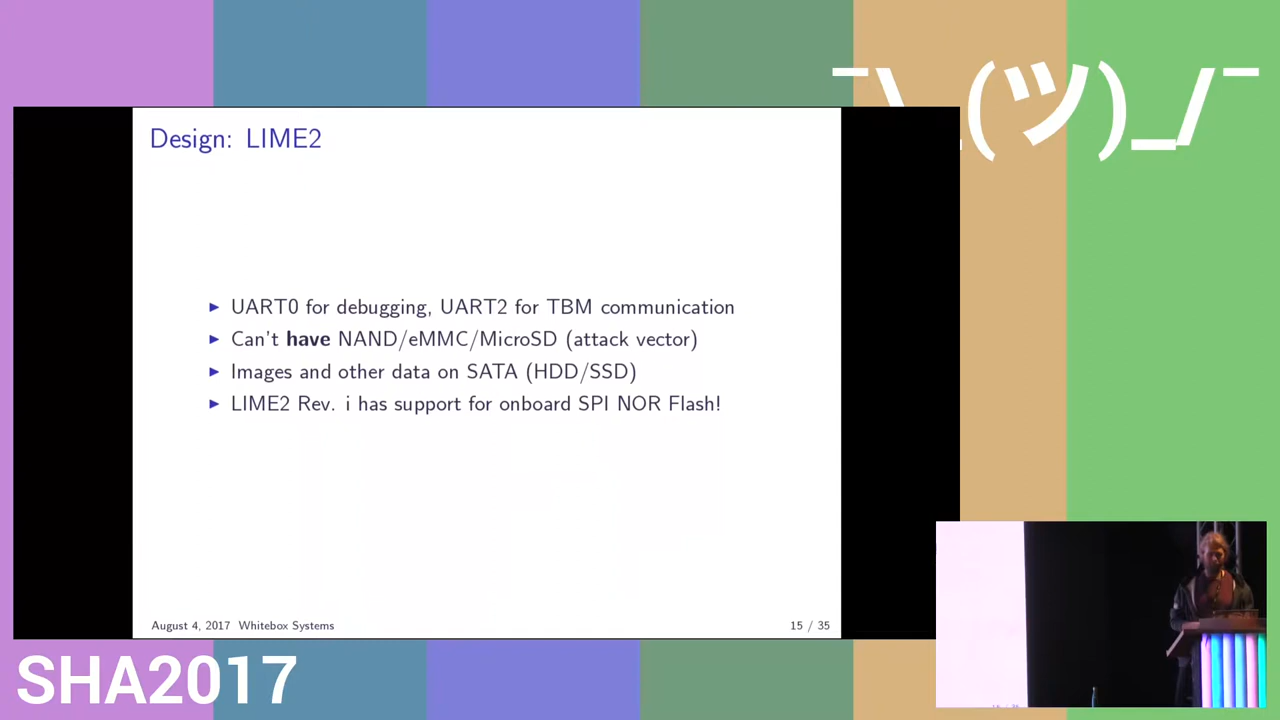 ¯\_(ツ)_/¯
Design: LIME2
▶ UART0 for debugging, UART2 for TBM communication
▶ Can't have NAND/eMMC/MicroSD (attack vector)
▶ Images and other data on SATA (HDD/SSD)
▶ LIME2 Rev. i has support for onboard SPI NOR Flash!
August 4, 2017 Whitebox Systems
15 / 35
SHA2017